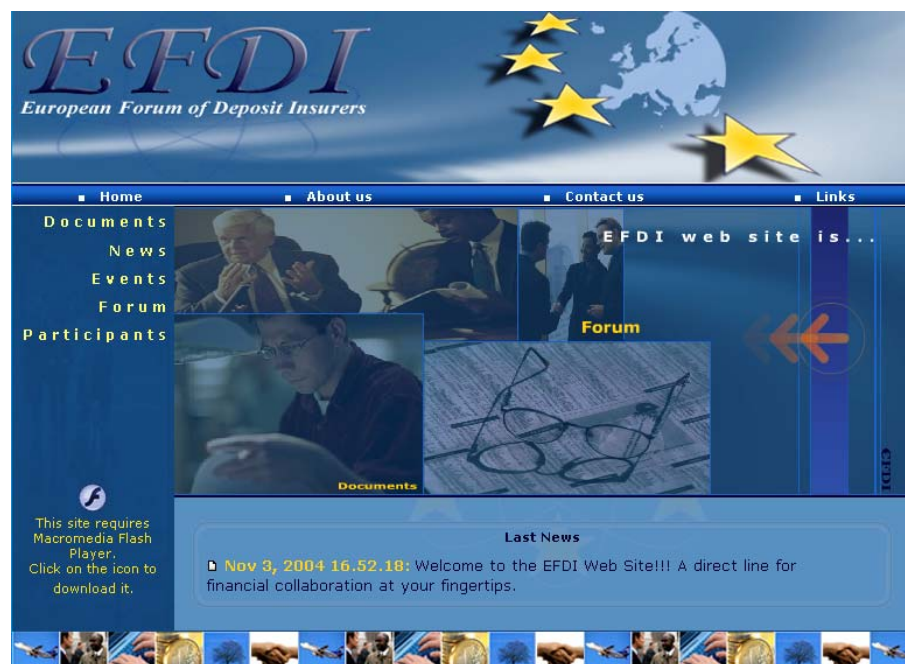 EFDI
European Forum of Deposit Insurers
Home About us Contact us Links
Documents
News
Events
Forum
Participants
EFDI web site is...
Forum
Documents
EFDI
This site requires
Macromedia Flash
Player.
Click on the icon to
download it.
Last News
Nov 3, 2004 16.52.18: Welcome to the EFDI Web Site!!! A direct line for
financial collaboration at your fingertips.